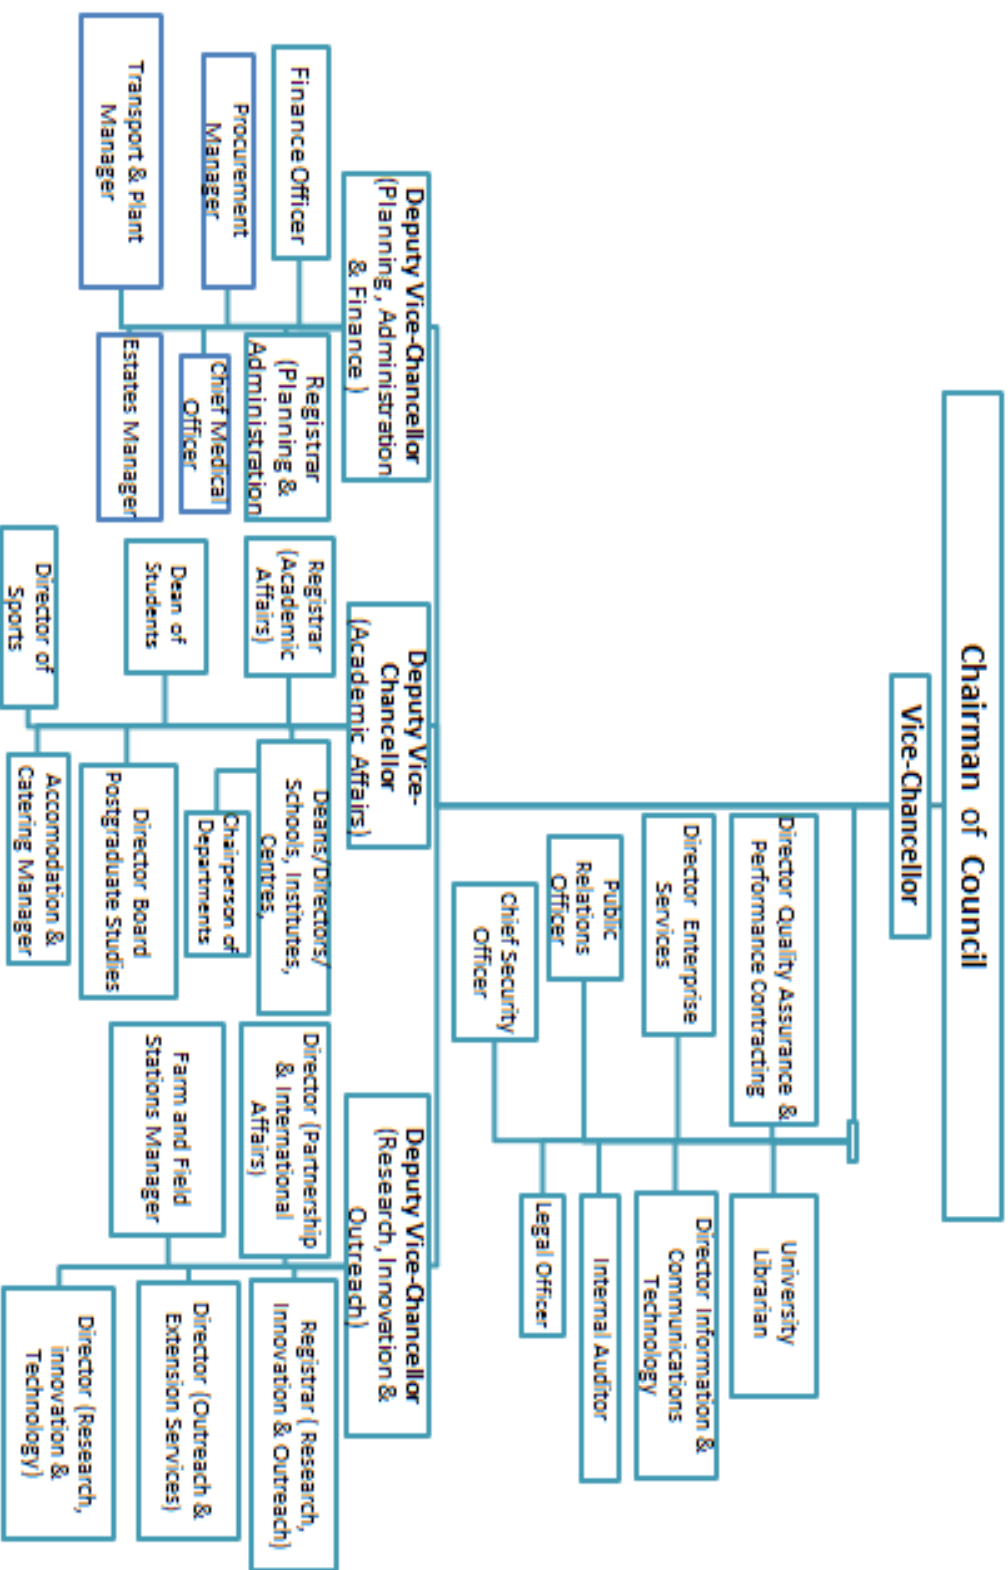 Chairman of Council
Vice-Chancellor
Director Quality Assurance &
Performance Contracting
University
Librarian
Director Enterprise
Services
Director Information &
Communications
Technology
Public
Relations
Officer
Internal Auditor
Chief Security
Officer
Legal Officer
Deputy Vice-Chancellor
(Planning , Administration
& Finance )
Finance Officer
Registrar
(Planning &
Administration
Procurement
Manager
Chief Medical
Officer
Transport & Plant
Manager
Estates Manager
Deputy Vice-
Chancellor
(Academic Affairs)
Registrar
(Academic
Affairs)
Deans/Directors/
Schools, Institutes,
Centres,
Chairperson of
Departments
Dean of
Students
Director Board
Postgraduate Studies
Director of
Sports
Accomodation &
Catering Manager
Deputy Vice-Chancellor
(Research, Innovation &
Outreach)
Director (Partnership
& International
Affairs)
Registrar ( Research,
Innovation & Outreach)
Farm and Field
Stations Manager
Director (Outreach &
Extension Services)
Director (Research,
innovation &
Technology)